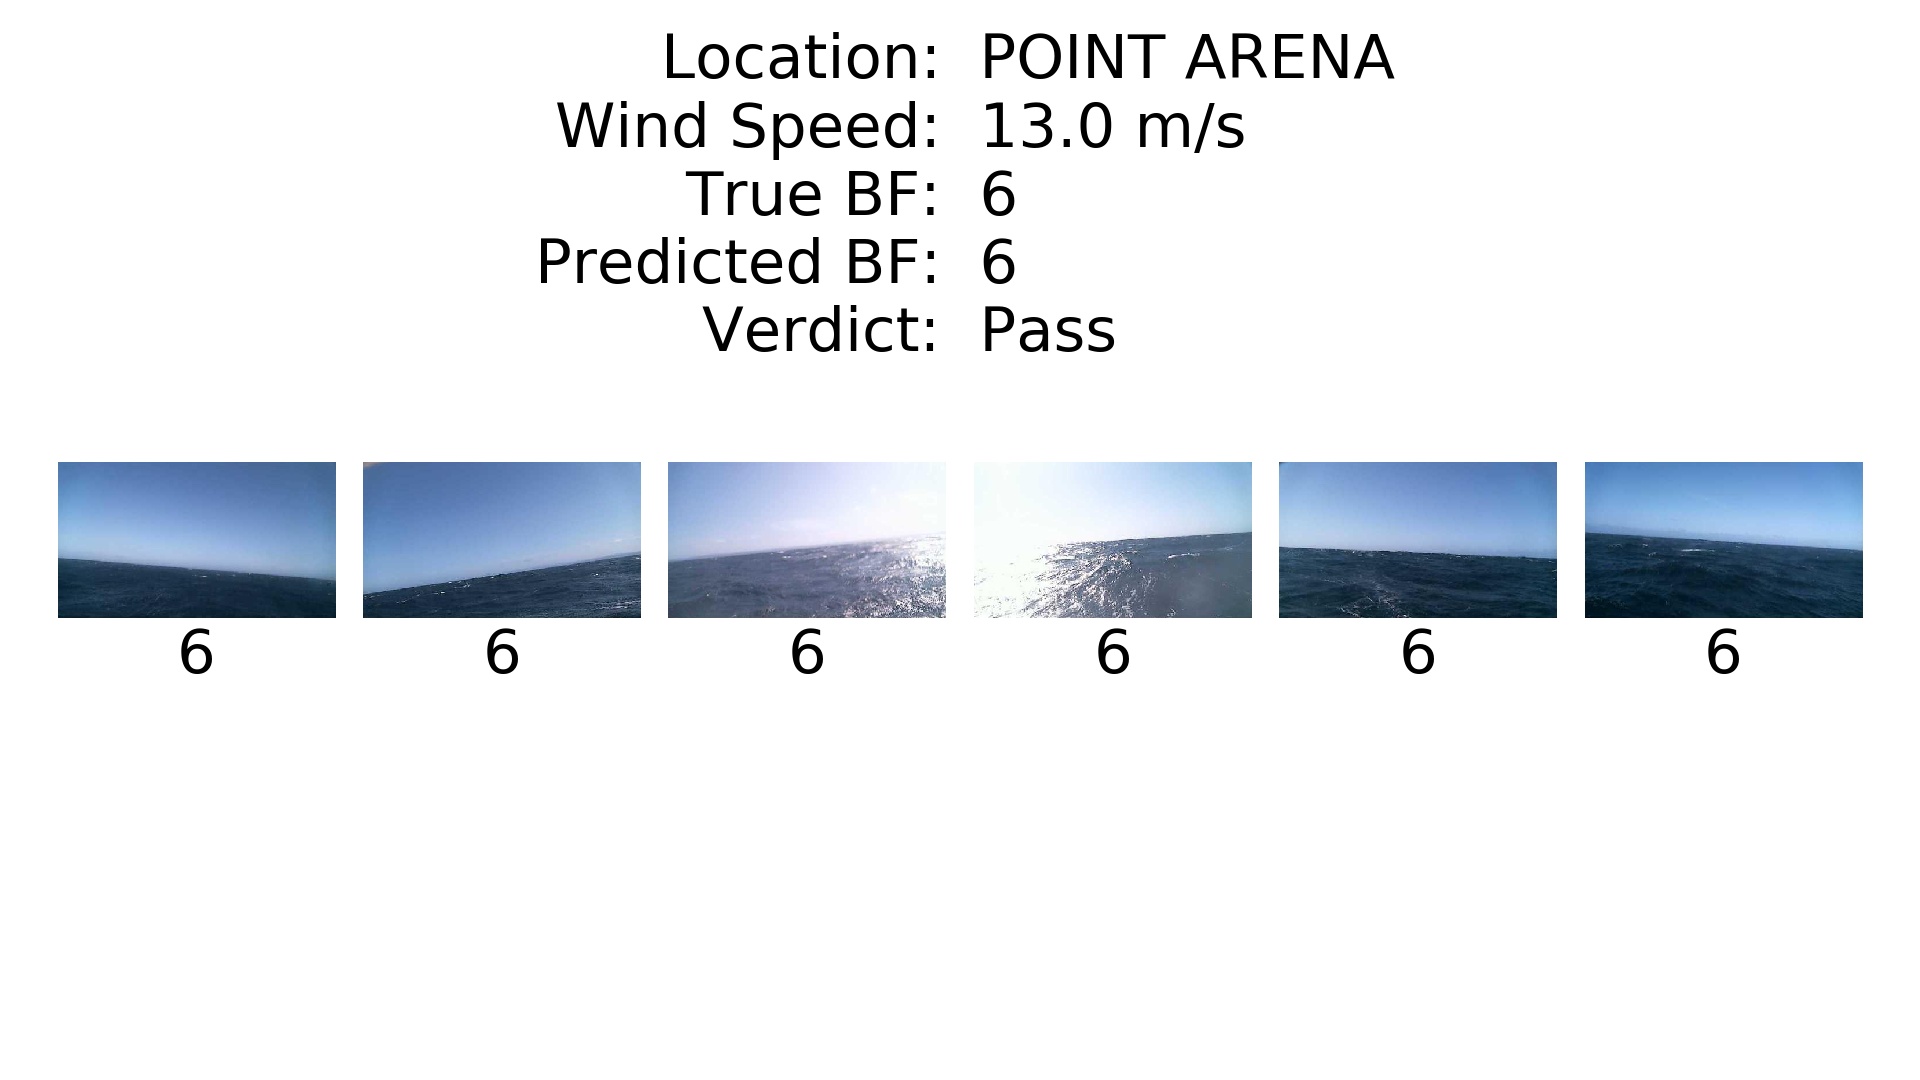 Location: POINT ARENA
Wind Speed: 13.0 m/s
True BF: 6
Predicted BF: 6
Verdict: Pass
6 6 6 6 6 6